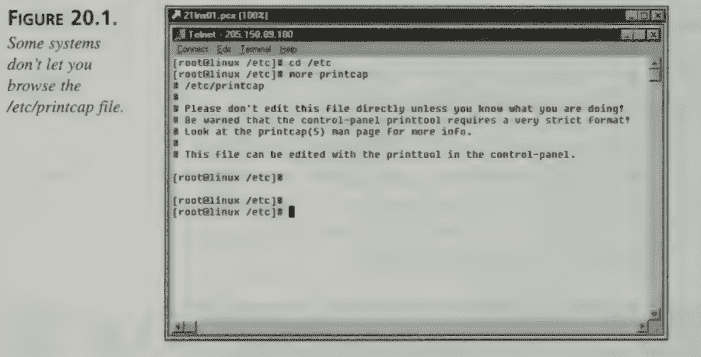 FIGURE 20.1.
Some systems
don't let you
browse the
/etc/printcap file.
21lnx01.pcx [100%]
Telnet - 205.150.89.180
Connect Edit Terminal Help
[root@linux /etc]# cd /etc
[root@linux /etc]# more printcap
# /etc/printcap
#
# Please don't edit this file directly unless you know what you are doing!
# Be warned that the control-panel printtool requires a very strict format!
# Look at the printcap(5) man page for more info.
#
# This file can be edited with the printtool in the control-panel.
[root@linux /etc]#
[root@linux /etc]#
[root@linux /etc]#